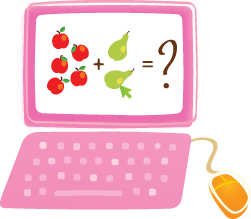 + = ?